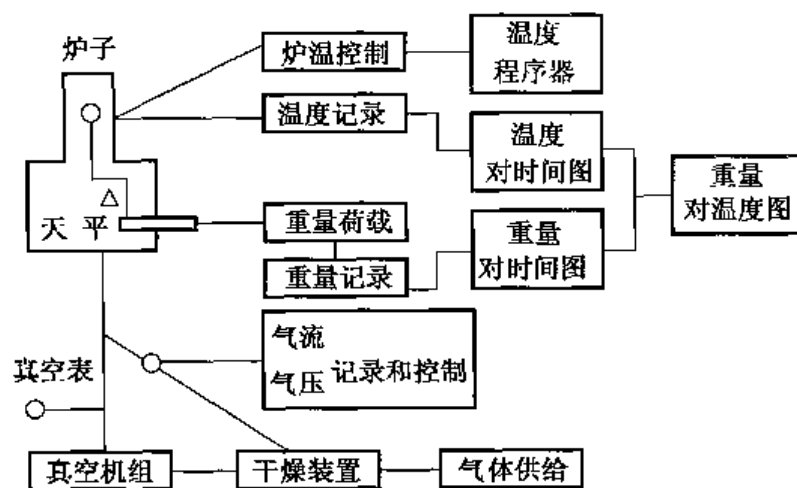 炉子
炉温控制
温度
程序器
温度记录
温度
对时间图
重量
对温度图
天平
重量荷载
重量
对时间图
重量记录
气流
气压
记录和控制
真空表
真空机组
干燥装置
气体供给